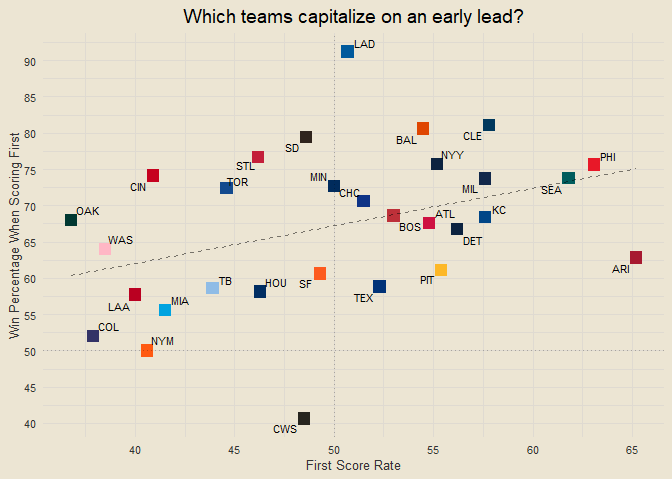 Which teams capitalize on an early lead?
Win Percentage When Scoring First
90
85
80
75
70
65
60
55
50
45
40
LAD
BAL
CLE
SD
STL
NYY
PHI
CIN
TOR
MIN
CHC
MIL
SEA
OAK
BOS
ATL
KC
DET
WAS
ARI
TB
HOU
SF
PIT
TEX
LAA
MIA
COL
NYM
CWS
40
45
50
55
60
65
First Score Rate